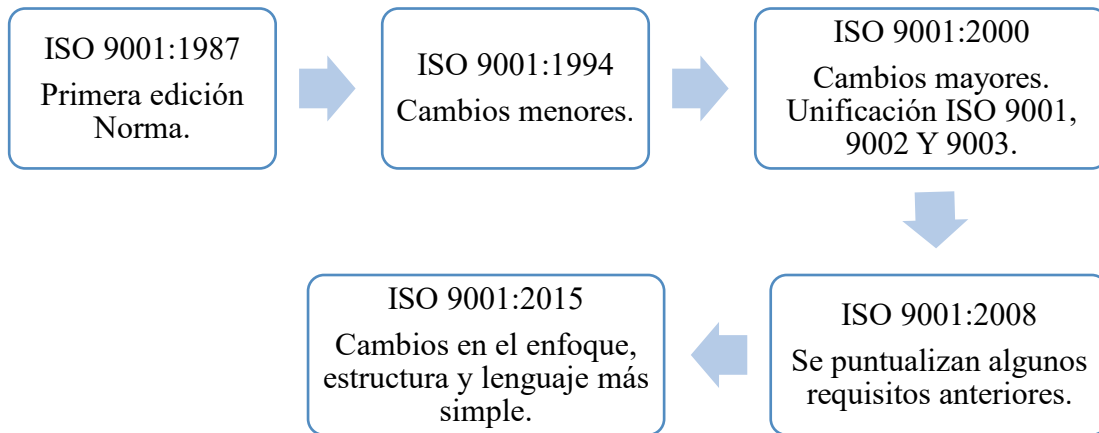 ISO 9001:1987
Primera edición
Norma.
ISO 9001:1994
Cambios menores.
ISO 9001:2000
Cambios mayores.
Unificación ISO 9001,
9002 Y 9003.
ISO 9001:2008
Se puntualizan algunos
requisitos anteriores.
ISO 9001:2015
Cambios en el enfoque,
estructura y lenguaje más
simple.